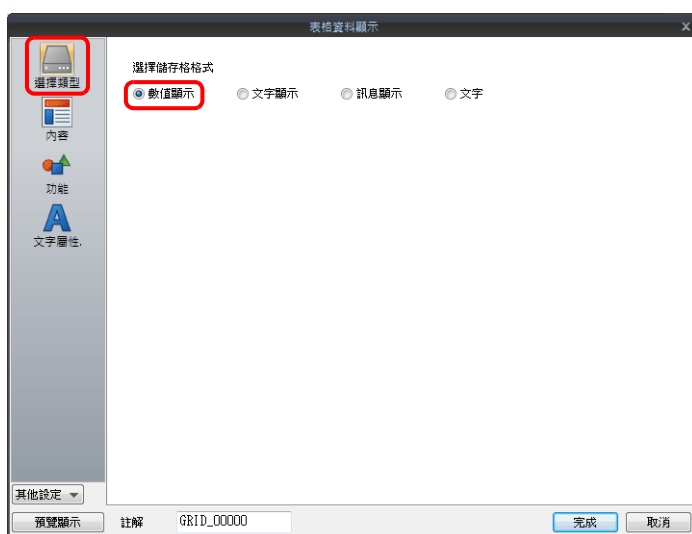 表格資料顯示
x
選擇類型
內容
功能
文字屬性.
選擇儲存格格式
數值顯示 文字顯示 訊息顯示 文字
其他設定
預覽顯示 註解 GRID_00000 完成 取消